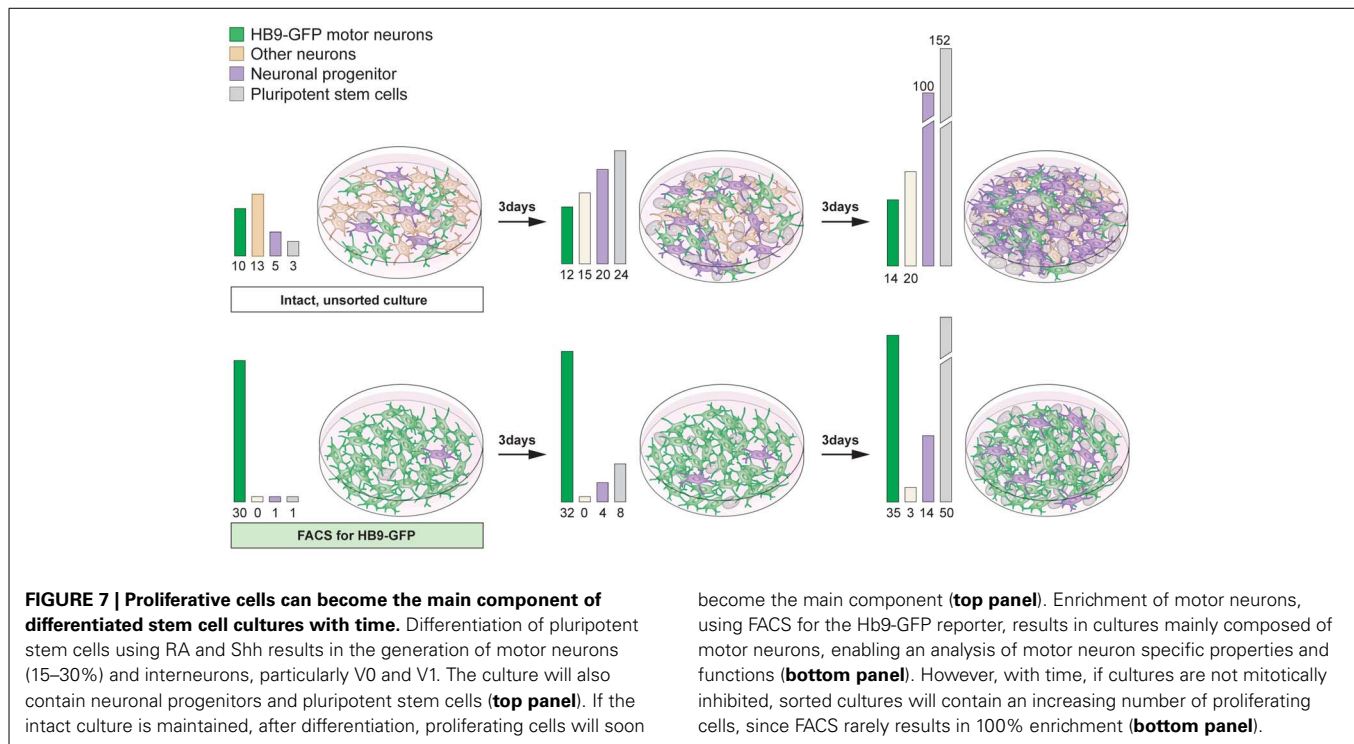 HB9-GFP motor neurons
Other neurons
Neuronal progenitor
Pluripotent stem cells
10 13 5 3
3days
12 15 20 24
3days
152
100
14 20
Intact, unsorted culture
30 0 1 1
3days
32 0 4 8
3days
35 3 14 50
FACS for HB9-GFP
FIGURE 7 | Proliferative cells can become the main component of
differentiated stem cell cultures with time. Differentiation of pluripotent
stem cells using RA and Shh results in the generation of motor neurons
(15–30%) and interneurons, particularly V0 and V1. The culture will also
contain neuronal progenitors and pluripotent stem cells (top panel). If the
intact culture is maintained, after differentiation, proliferating cells will soon
become the main component (top panel). Enrichment of motor neurons,
using FACS for the Hb9-GFP reporter, results in cultures mainly composed of
motor neurons, enabling an analysis of motor neuron specific properties and
functions (bottom panel). However, with time, if cultures are not mitotically
inhibited, sorted cultures will contain an increasing number of proliferating
cells, since FACS rarely results in 100% enrichment (bottom panel).